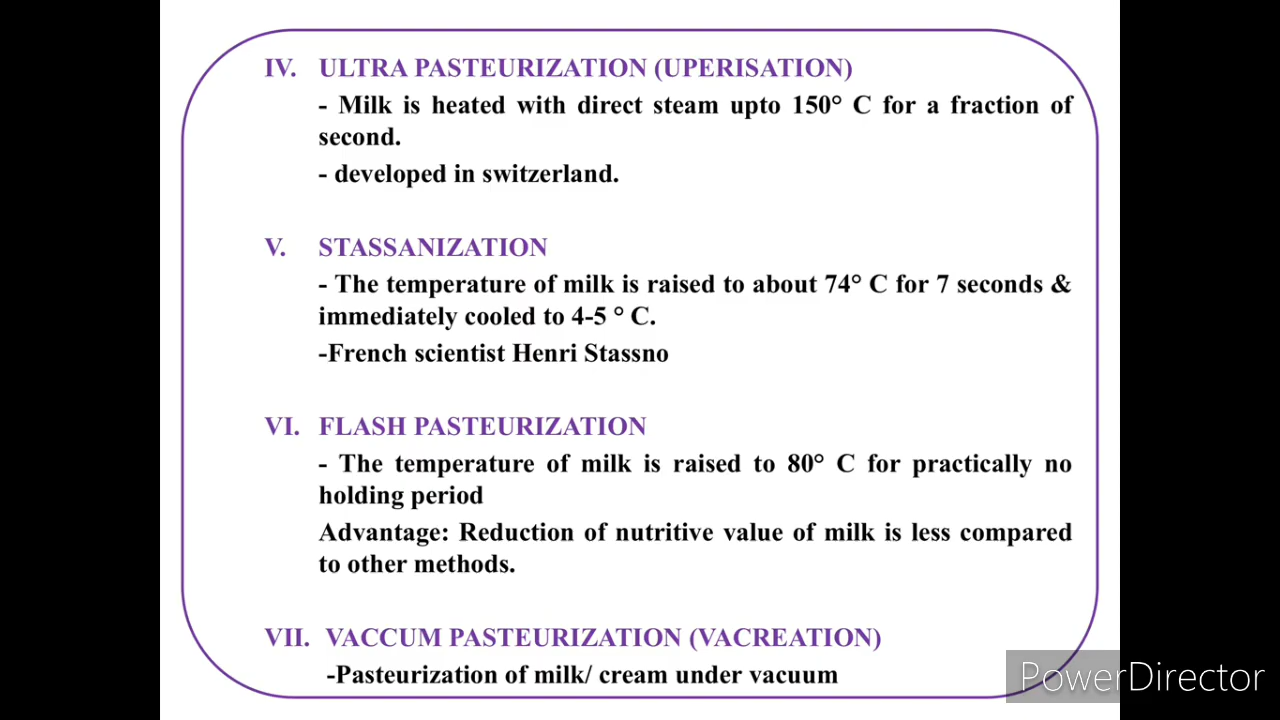 IV. ULTRA PASTEURIZATION (UPERISATION)
- Milk is heated with direct steam upto 150° C for a fraction of
second.
- developed in switzerland.
V. STASSANIZATION
- The temperature of milk is raised to about 74° C for 7 seconds &
immediately cooled to 4-5 ° C.
-French scientist Henri Stassno
VI. FLASH PASTEURIZATION
- The temperature of milk is raised to 80° C for practically no
holding period
Advantage: Reduction of nutritive value of milk is less compared
to other methods.
VII. VACCUM PASTEURIZATION (VACREATION)
-Pasteurization of milk/ cream under vacuum
PowerDirector